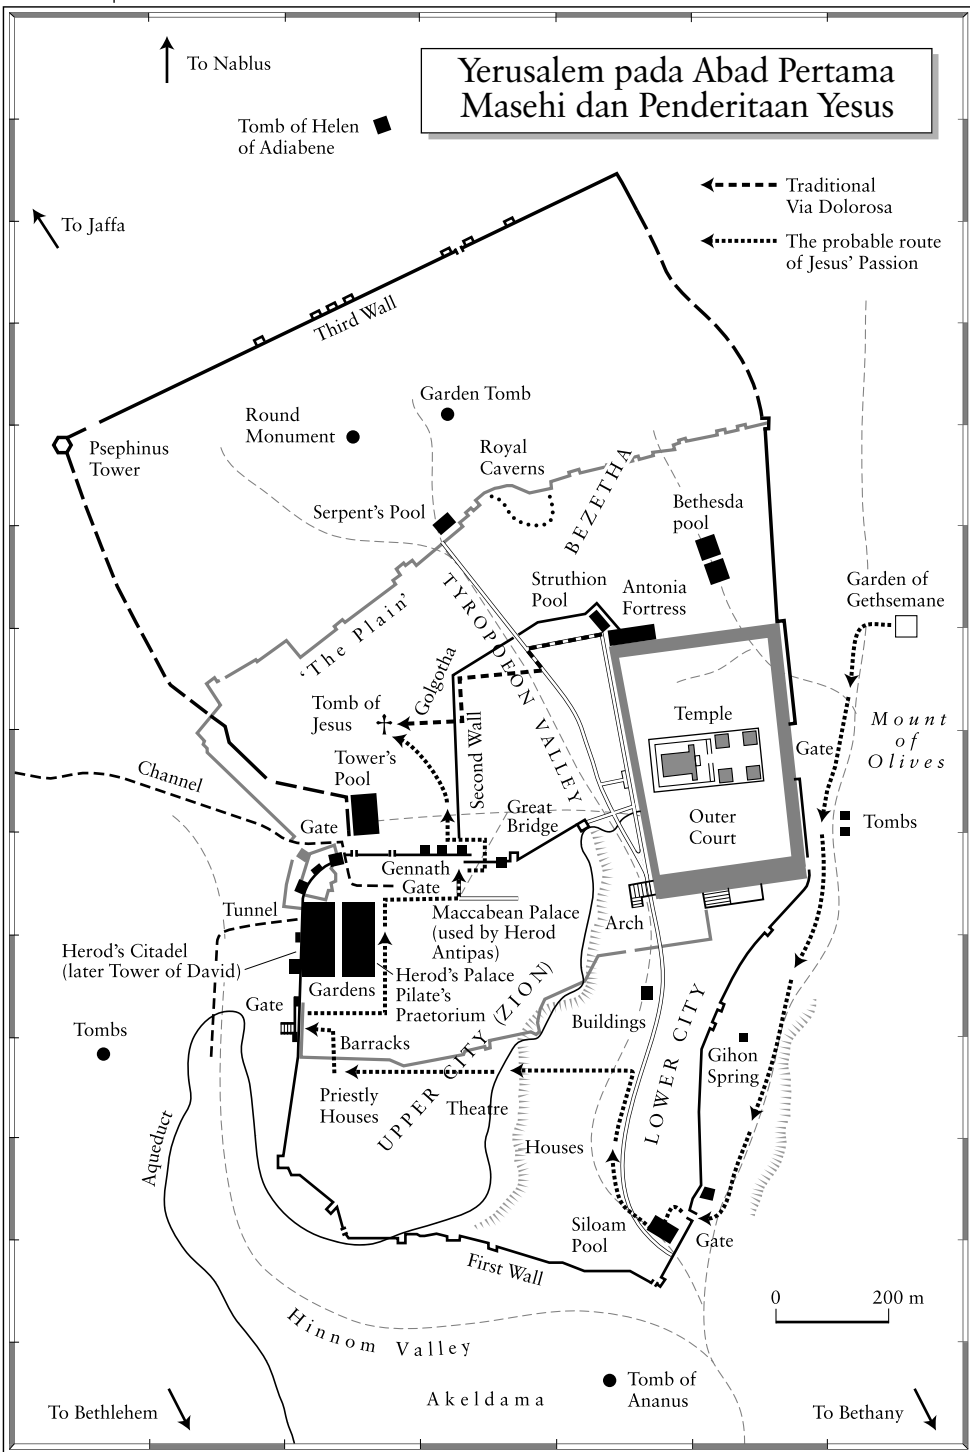 Yerusalem pada Abad Pertama
Masehi dan Penderitaan Yesus
To Nablus
Tomb of Helen
of Adiabene
Traditional
Via Dolorosa
To Jaffa
The probable route
of Jesus' Passion
Third Wall
Garden Tomb
Round
Monument
Psephinus
Tower
Royal
Caverns
BEZETHA
Serpent's Pool
Bethesda
pool
Struthion
Pool
Antonia
Fortress
Garden of
Gethsemane
TYROPOEON VALLEY
'The Plain'
Golgotha
Tomb of
Jesus
Second Wall
Temple
Mount
of
Olives
Gate
Tower's
Pool
Channel
Great
Bridge
Outer
Court
Tombs
Gate
Gennath
Gate
Tunnel
Maccabean Palace
(used by Herod
Antipas)
Arch
Herod's Citadel
(later Tower of David)
Herod's Palace
Pilate's
Praetorium
Gardens
Gate
Buildings
Tombs
Barracks
UPPER CITY (ZION)
LOWER CITY
Gihon
Spring
Priestly
Houses
Theatre
Aqueduct
Houses
Siloam
Pool
Gate
First Wall
0 200 m
Hinnom Valley
Tomb of
Ananus
Akeldama
To Bethlehem
To Bethany